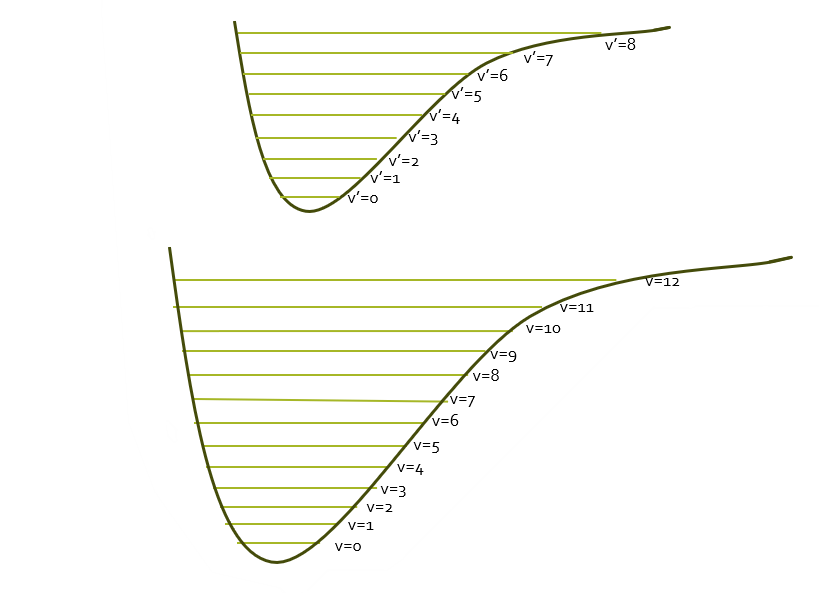 v’=8
v’=7
v’=6
v’=5
v’=4
v’=3
v’=2
v’=1
v’=0
v=12
v=11
v=10
v=9
v=8
v=7
v=6
v=5
v=4
v=3
v=2
v=1
v=0